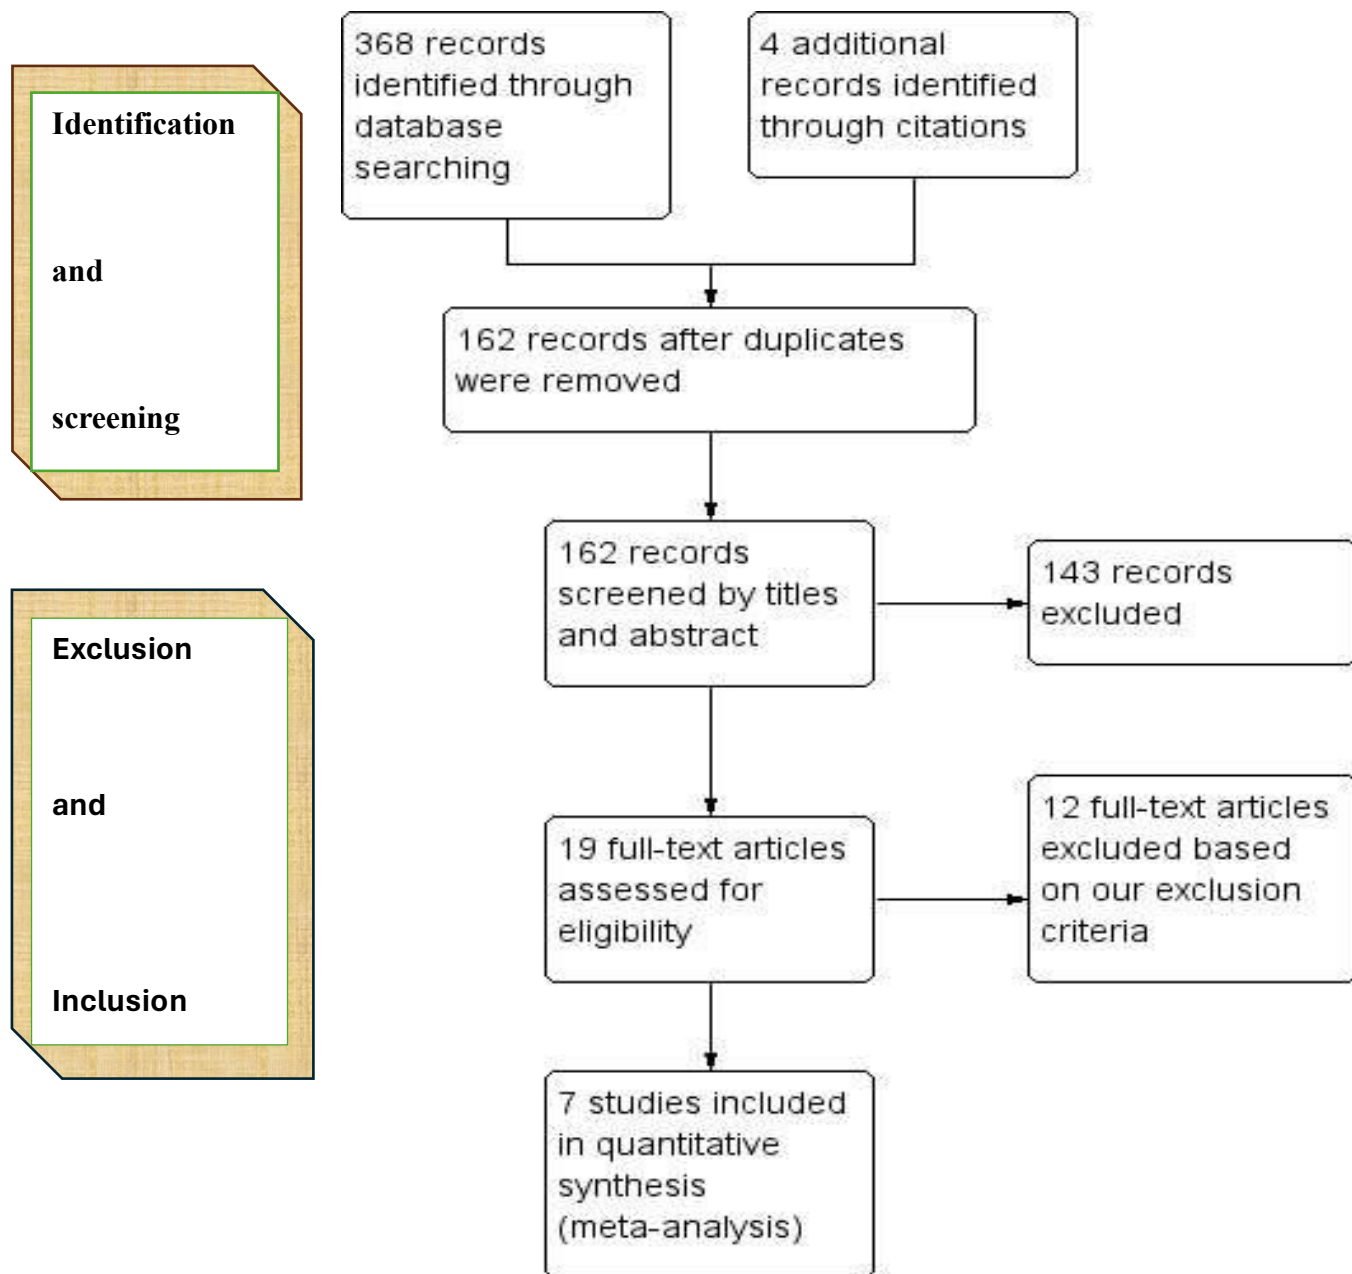 Identification
and
screening
368 records
identified through
database
searching
4 additional
records identified
through citations
162 records after duplicates
were removed
162 records
screened by titles
and abstract
143 records
excluded
Exclusion
and
Inclusion
19 full-text articles
assessed for
eligibility
12 full-text articles
excluded based
on our exclusion
criteria
7 studies included
in quantitative
synthesis
(meta-analysis)